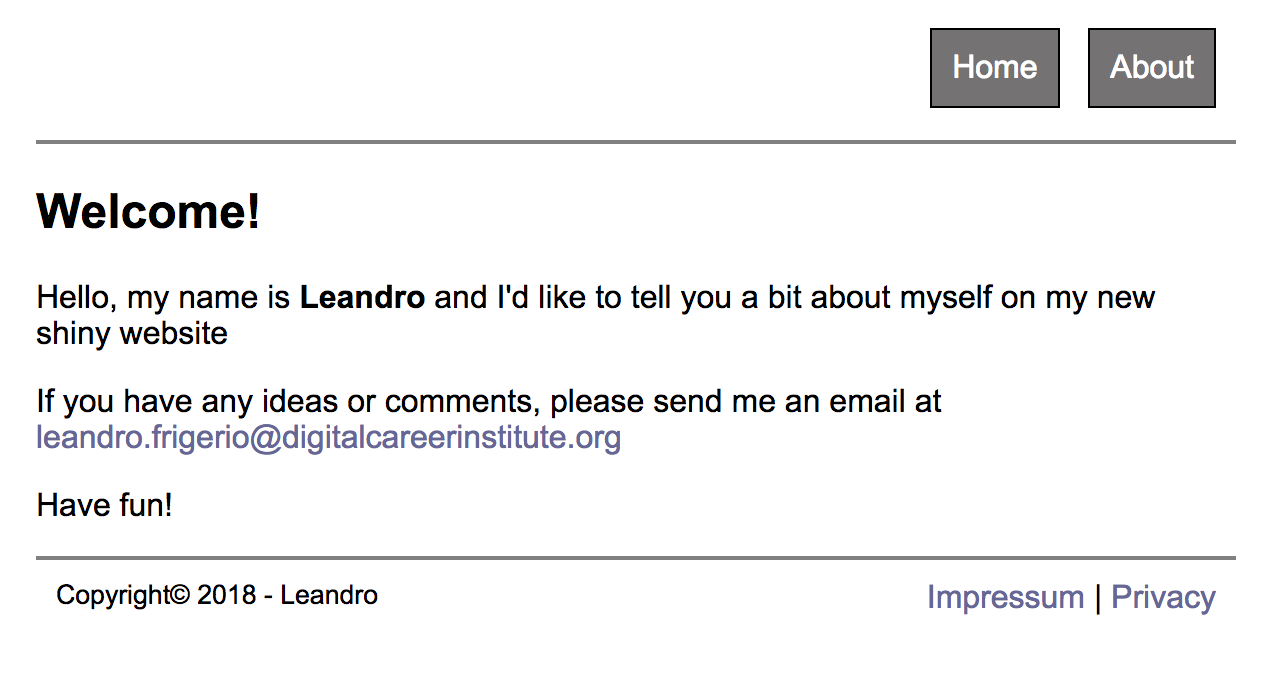 Home About
Welcome!
Hello, my name is Leandro and I'd like to tell you a bit about myself on my new
shiny website
If you have any ideas or comments, please send me an email at
leandro.frigerio@digitalcareerinstitute.org
Have fun!
Copyright© 2018 - Leandro Impressum | Privacy